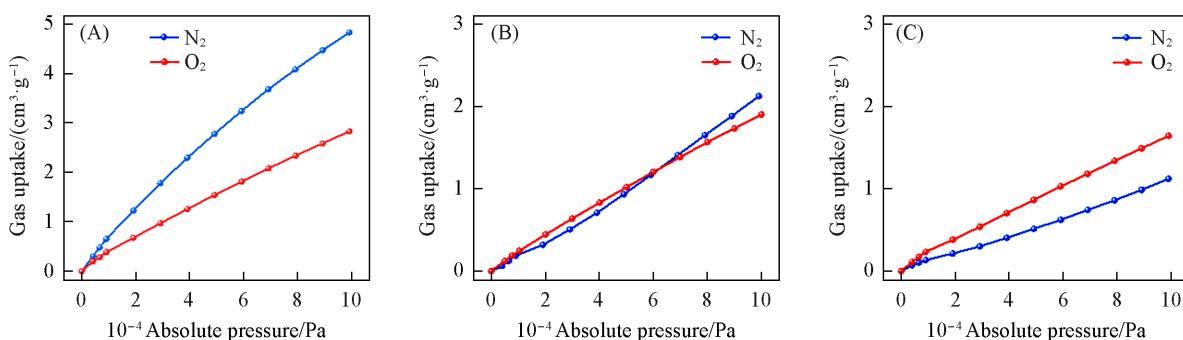 (A)
N₂
O₂
Gas uptake/(cm³·g⁻¹)
5
4
3
2
1
0
0 2 4 6 8 10
10⁻⁴ Absolute pressure/Pa
(B)
N₂
O₂
Gas uptake/(cm³·g⁻¹)
3
2
1
0
0 2 4 6 8 10
10⁻⁴ Absolute pressure/Pa
(C)
N₂
O₂
Gas uptake/(cm³·g⁻¹)
3
2
1
0
0 2 4 6 8 10
10⁻⁴ Absolute pressure/Pa